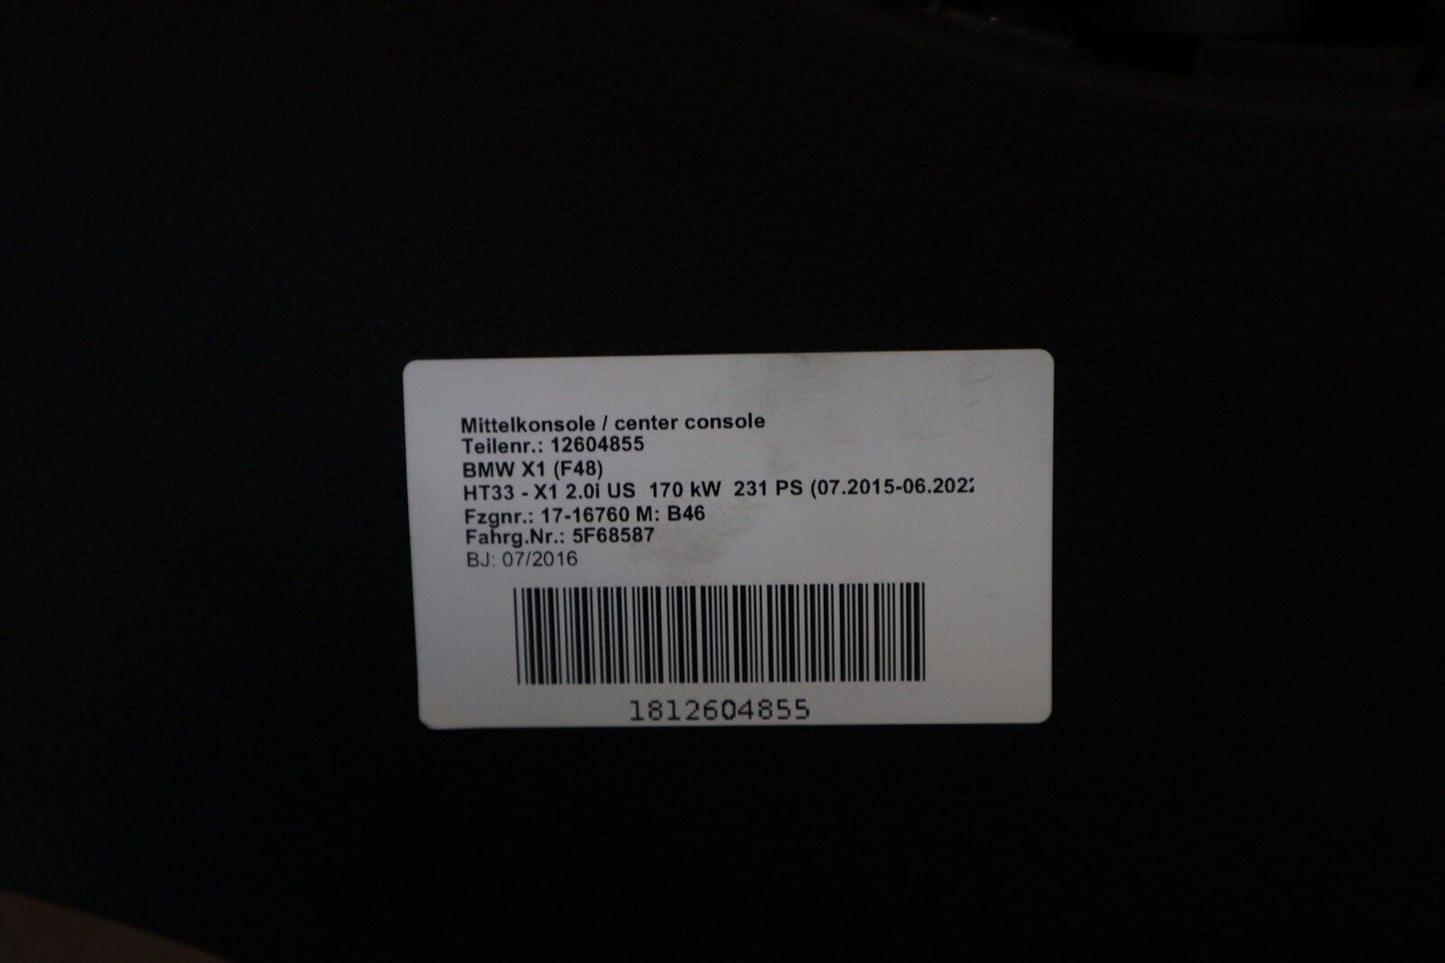 Mittelkonsole / center console
Teilenr.: 12604855
BMW X1 (F48)
HT33 - X1 2.0i US  170 kW  231 PS (07.2015-06.2022
Fzgnr.: 17-16760 M: B46
Fahrg.Nr.: 5F68587
BJ: 07/2016
1812604855